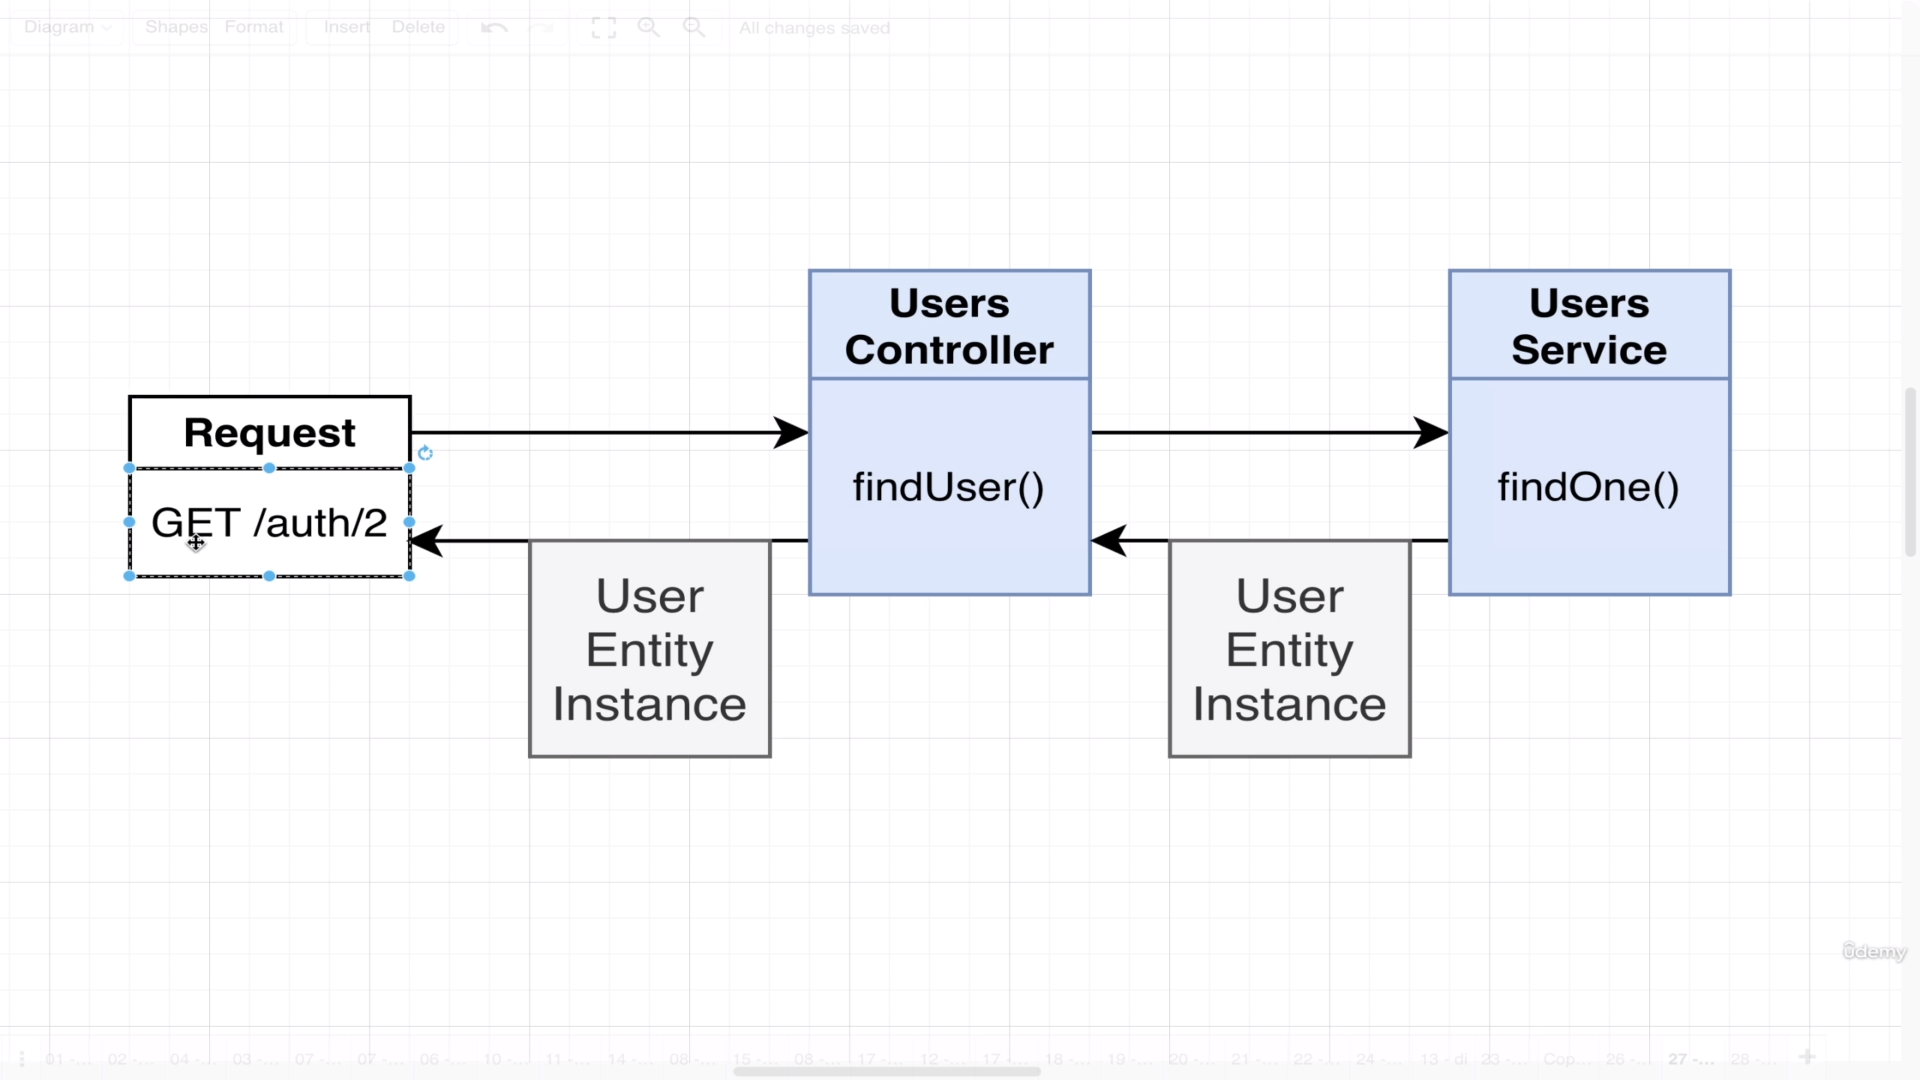 Diagram Shapes Format Insert Delete All changes saved
Users
Controller
findUser()
Users
Service
findOne()
Request
GET /auth/2
User
Entity
Instance
User
Entity
Instance
ûdemy
01 -... 02 -... 04 -... 03 -... 07 -... 07 -... 06 -... 10 -... 11 -... 14 -... 08 -... 15 -... 08 -... 17 -... 12 -... 17 -... 18 -... 19 -... 20 -... 21 -... 22 -... 24 -... 13 - di 23 -... Cop... 26 -... 27 -... 28 -...